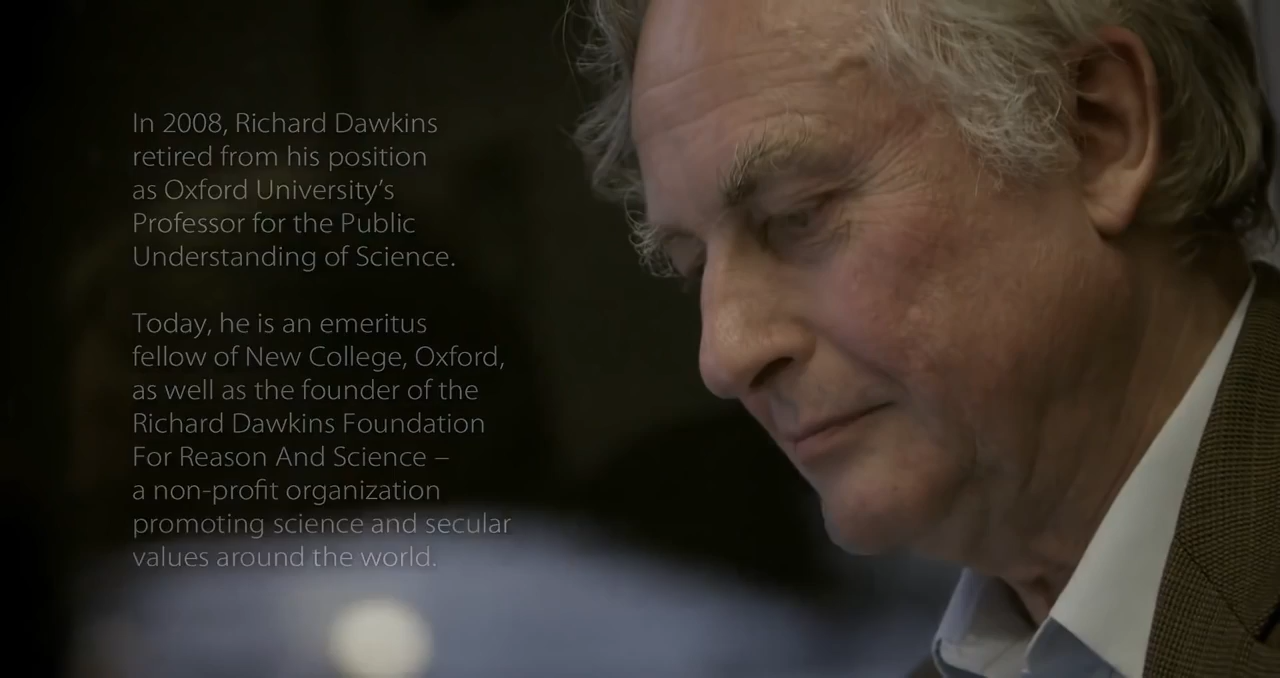 In 2008, Richard Dawkins
retired from his position
as Oxford University’s
Professor for the Public
Understanding of Science.
Today, he is an emeritus
fellow of New College, Oxford,
as well as the founder of the
Richard Dawkins Foundation
For Reason And Science –
a non-profit organization
promoting science and secular
values around the world.